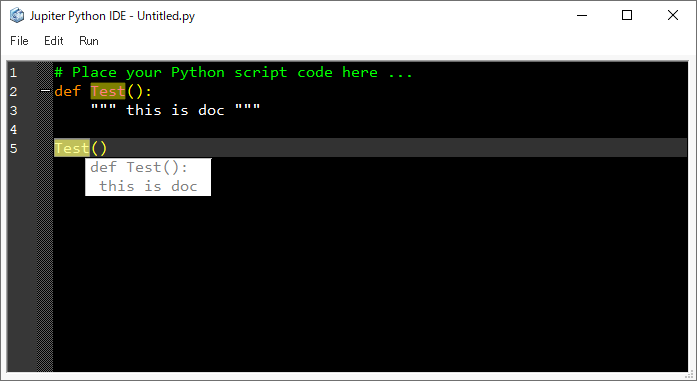 Jupiter Python IDE - Untitled.py
File Edit Run
1 # Place your Python script code here ...
2 def Test():
3 """ this is doc """
4
5 Test()
def Test():
this is doc